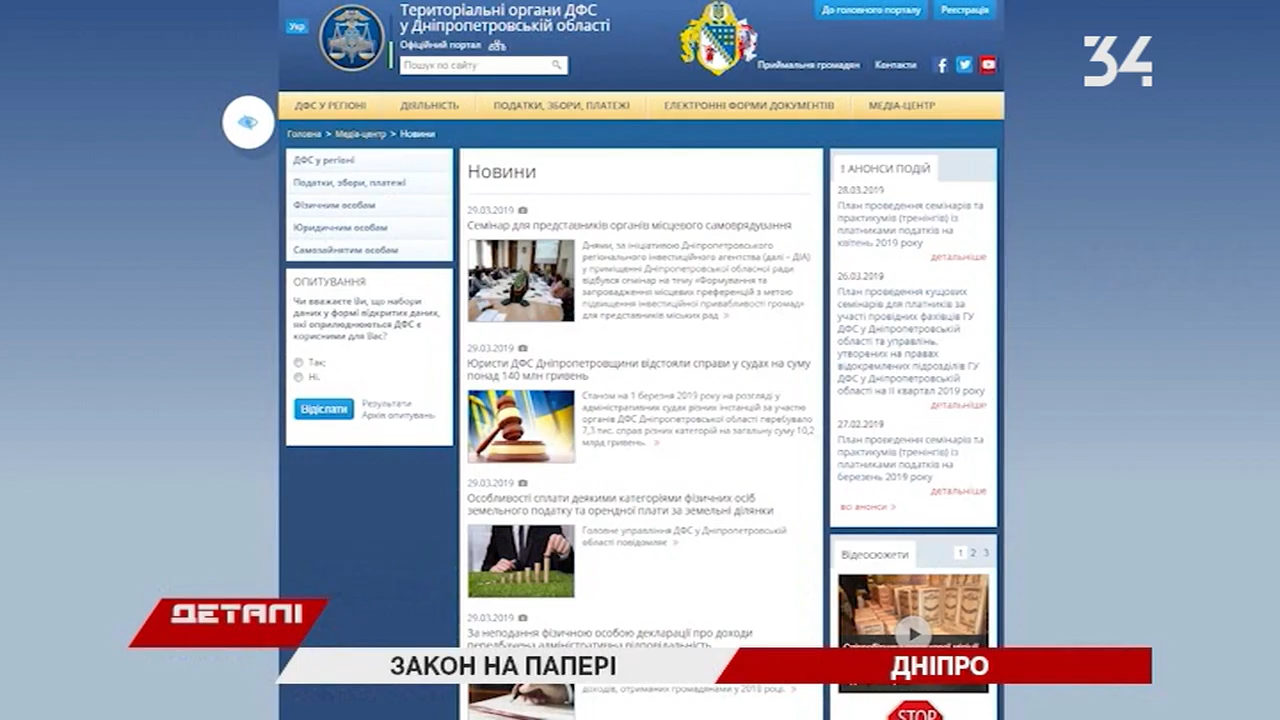 Укр
Територіальні органи ДФС
у Дніпропетровській області
Офіційний портал
Пошук по сайту
До головного порталу
Реєстрація
Приймальня громадян
Контакти
34
ДФС У РЕГІОНІ
ДІЯЛЬНІСТЬ
ПОДАТКИ, ЗБОРИ, ПЛАТЕЖІ
ЕЛЕКТРОННІ ФОРМИ ДОКУМЕНТІВ
МЕДІА-ЦЕНТР
Головна > Медіа-центр > Новини
ДФС у регіоні
Податки, збори, платежі
Фізичним особам
Юридичним особам
Самозайнятим особам
ОПИТУВАННЯ
Чи вважаєте Ви, що набори
даних у формі відкритих даних,
які оприлюднюються ДФС є
корисними для Вас?
Так;
Ні.
Відіслати
Результати
Архів опитувань
Новини
29.03.2019
Семінар для представників органів місцевого самоврядування
Днями, за ініціативою Дніпропетровського
регіонального інвестиційного агентства (далі – ДІА)
у приміщенні Дніпропетровської обласної ради
відбувся семінар на тему «Формування та
запровадження місцевих преференцій з метою
підвищення інвестиційної привабливості громад»
для представників міських рад »
29.03.2019
Юристи ДФС Дніпропетровщини відстояли справи у судах на суму
понад 140 млн гривень
Станом на 1 березня 2019 року на розгляді у
адміністративних судах різних інстанцій за участю
органів ДФС Дніпропетровської області перебувало
7,3 тис. справ різних категорій на загальну суму 10,2
млрд гривень. »
29.03.2019
Особливості сплати деякими категоріями фізичних осіб
земельного податку та орендної плати за земельні ділянки
Головне управління ДФС у Дніпропетровській
області повідомляє »
29.03.2019
За неподання фізичною особою декларації про доходи
передбачена адміністративна відповідальність
доходів, отриманих громадянами у 2018 році. »
АНОНСИ ПОДІЙ
28.03.2019
План проведення семінарів та
практикумів (тренінгів) із
платниками податків на
квітень 2019 року
детальніше
26.03.2019
План проведення кущових
семінарів для платників за
участі провідних фахівців ГУ
ДФС у Дніпропетровській
області та управлінь,
утворених на правах
відокремлених підрозділів ГУ
ДФС у Дніпропетровській
області на ІІ квартал 2019 року
детальніше
27.02.2019
План проведення семінарів та
практикумів (тренінгів) із
платниками податків на
березень 2019 року
детальніше
всі анонси >
Відеосюжети
1 2 3
STOP
ДЕТАЛІ
ЗАКОН НА ПАПЕРІ
ДНІПРО